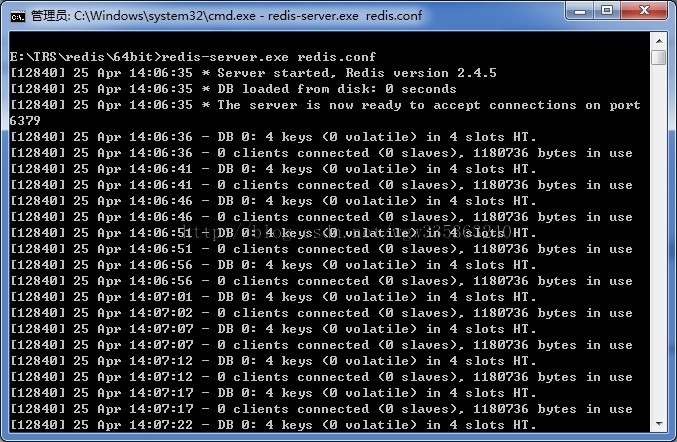 管理员: C:\Windows\system32\cmd.exe - redis-server.exe  redis.conf
E:\TRS\redis\64bit>redis-server.exe redis.conf
[12840] 25 Apr 14:06:35 * Server started, Redis version 2.4.5
[12840] 25 Apr 14:06:35 * DB loaded from disk: 0 seconds
[12840] 25 Apr 14:06:35 * The server is now ready to accept connections on port
6379
[12840] 25 Apr 14:06:36 - DB 0: 4 keys (0 volatile) in 4 slots HT.
[12840] 25 Apr 14:06:36 - 0 clients connected (0 slaves), 1180736 bytes in use
[12840] 25 Apr 14:06:41 - DB 0: 4 keys (0 volatile) in 4 slots HT.
[12840] 25 Apr 14:06:41 - 0 clients connected (0 slaves), 1180736 bytes in use
[12840] 25 Apr 14:06:46 - DB 0: 4 keys (0 volatile) in 4 slots HT.
[12840] 25 Apr 14:06:46 - 0 clients connected (0 slaves), 1180736 bytes in use
[12840] 25 Apr 14:06:51 - DB 0: 4 keys (0 volatile) in 4 slots HT.
[12840] 25 Apr 14:06:51 - 0 clients connected (0 slaves), 1180736 bytes in use
[12840] 25 Apr 14:06:56 - DB 0: 4 keys (0 volatile) in 4 slots HT.
[12840] 25 Apr 14:06:56 - 0 clients connected (0 slaves), 1180736 bytes in use
[12840] 25 Apr 14:07:01 - DB 0: 4 keys (0 volatile) in 4 slots HT.
[12840] 25 Apr 14:07:02 - 0 clients connected (0 slaves), 1180736 bytes in use
[12840] 25 Apr 14:07:07 - DB 0: 4 keys (0 volatile) in 4 slots HT.
[12840] 25 Apr 14:07:07 - 0 clients connected (0 slaves), 1180736 bytes in use
[12840] 25 Apr 14:07:12 - DB 0: 4 keys (0 volatile) in 4 slots HT.
[12840] 25 Apr 14:07:12 - 0 clients connected (0 slaves), 1180736 bytes in use
[12840] 25 Apr 14:07:17 - DB 0: 4 keys (0 volatile) in 4 slots HT.
[12840] 25 Apr 14:07:17 - 0 clients connected (0 slaves), 1180736 bytes in use
[12840] 25 Apr 14:07:22 - DB 0: 4 keys (0 volatile) in 4 slots HT.